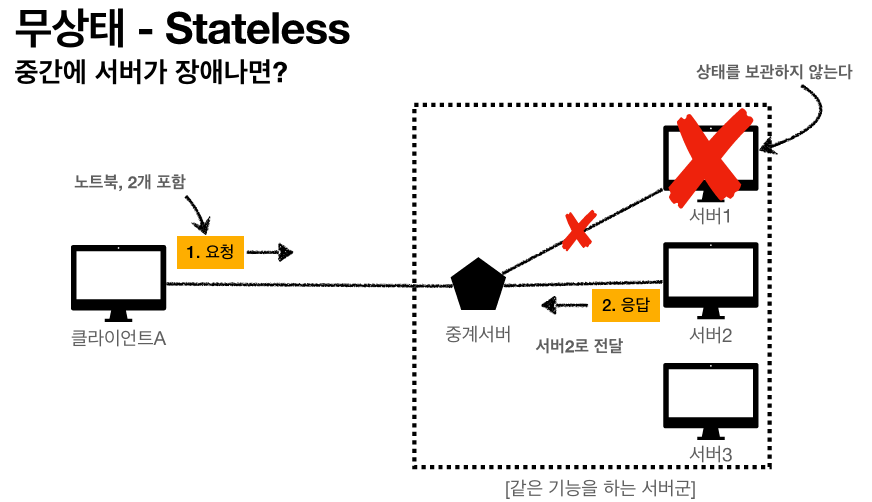 무상태 - Stateless
중간에 서버가 장애나면?
상태를 보관하지 않는다
노트북, 2개 포함
1. 요청
서버1
클라이언트A
중계서버
2. 응답
서버2로 전달
서버2
서버3
[같은 기능을 하는 서버군]